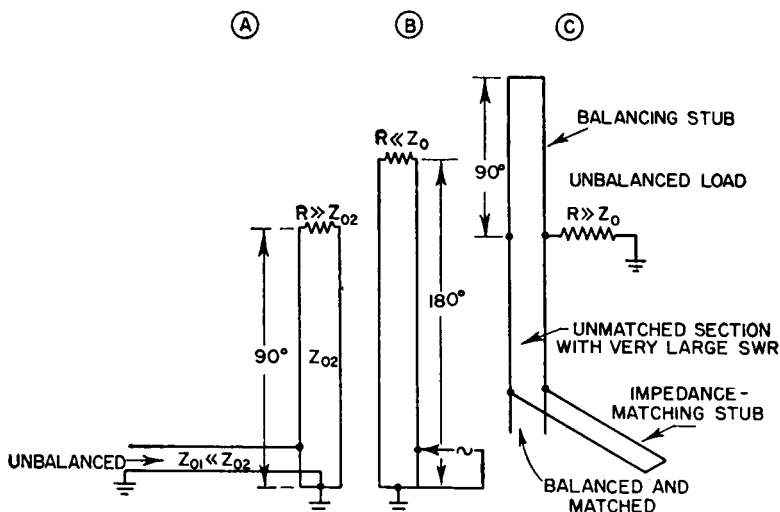 A
B
C
R≫Z02
90°
Z02
UNBALANCED
Z01≪Z02
R≪Z0
180°
~
90°
BALANCING STUB
UNBALANCED LOAD
R≫Z0
UNMATCHED SECTION
WITH VERY LARGE SWR
IMPEDANCE-
MATCHING STUB
BALANCED AND
MATCHED